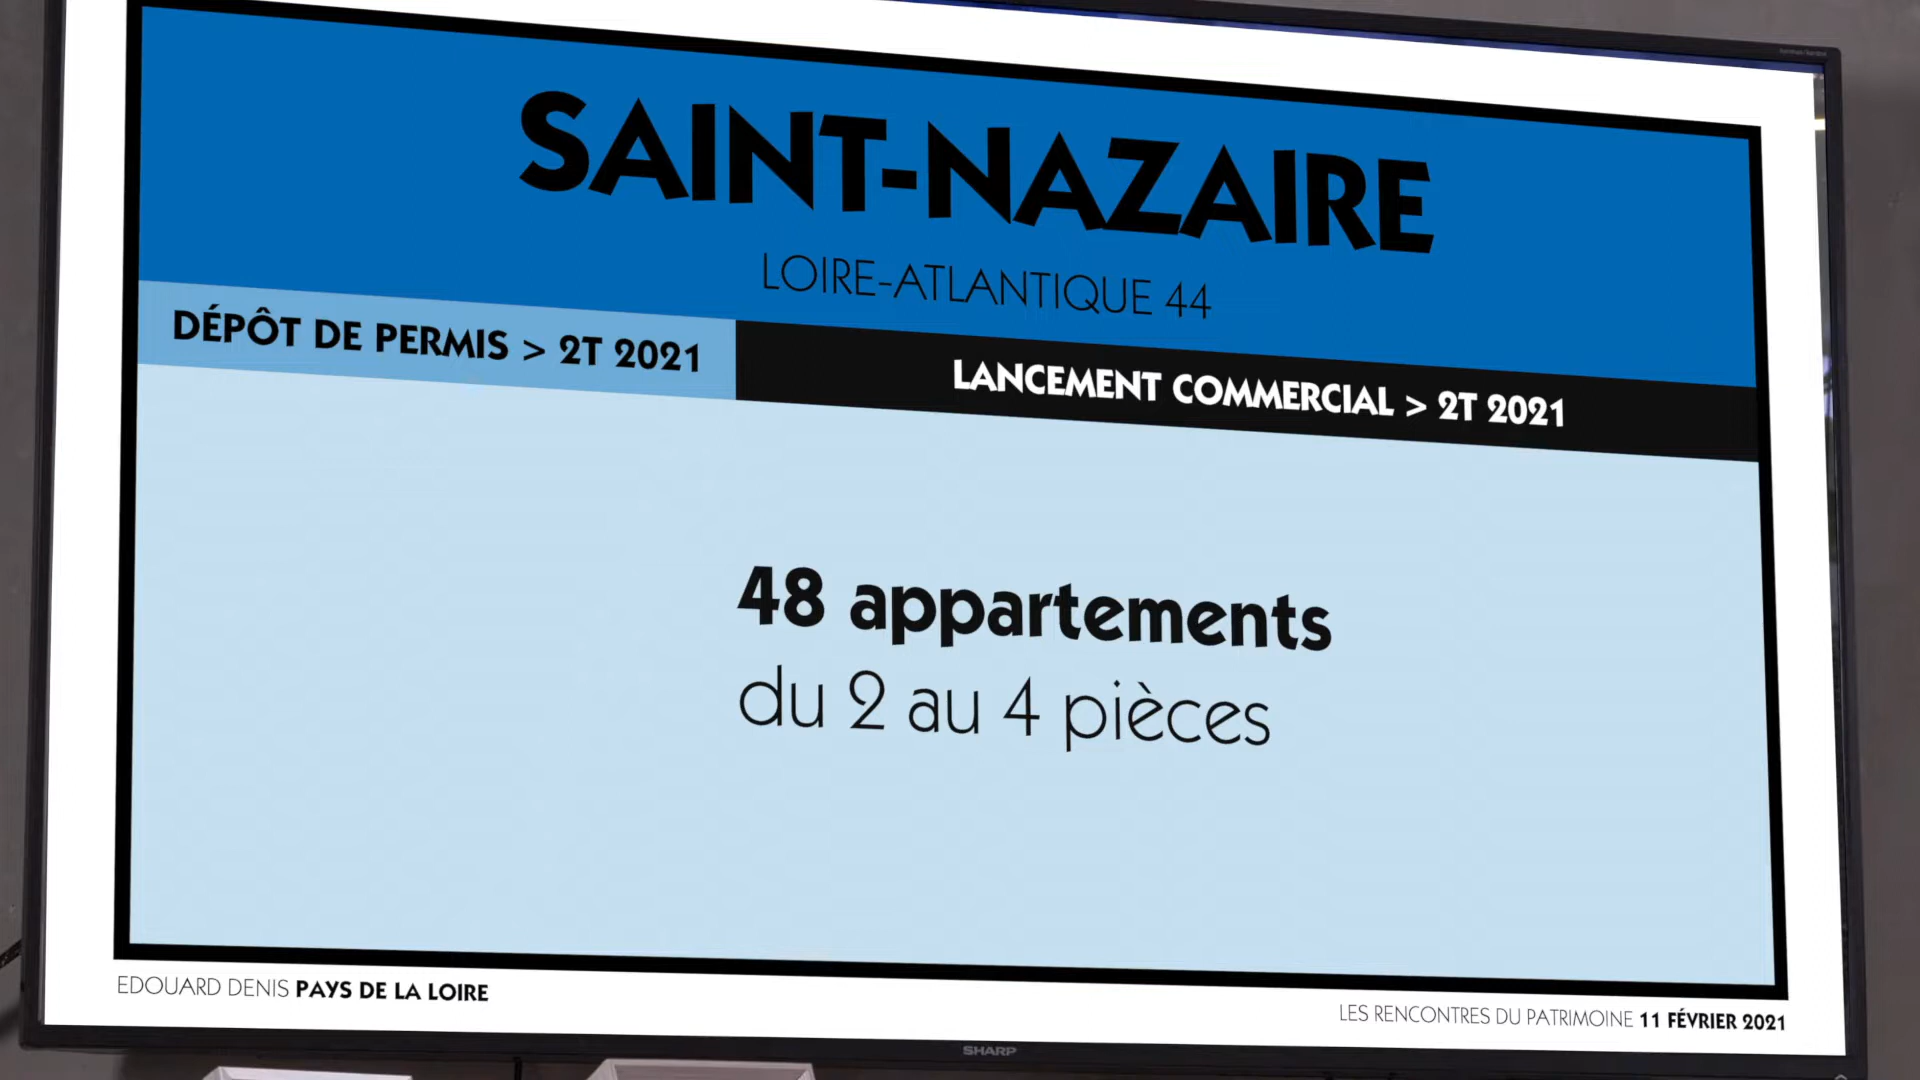 SAINT-NAZAIRE
LOIRE-ATLANTIQUE 44
DÉPÔT DE PERMIS > 2T 2021
LANCEMENT COMMERCIAL > 2T 2021
48 appartements
du 2 au 4 pièces
EDOUARD DENIS PAYS DE LA LOIRE
LES RENCONTRES DU PATRIMOINE 11 FÉVRIER 2021
SHARP